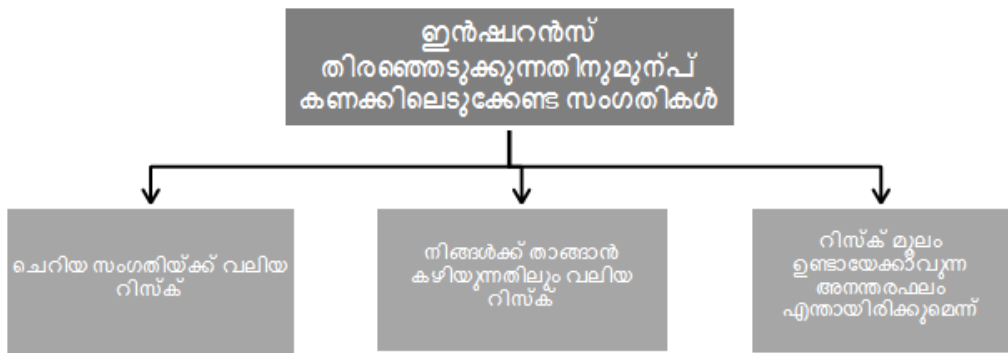 ഇൻഷുറൻസ്
തിരഞ്ഞെടുക്കുന്നതിനുമുന്പ്
കണക്കിലെടുക്കേണ്ട സംഗതികൾ
ചെറിയ സംഗതിയ്ക്ക് വലിയ
റിസ്ക്
നിങ്ങൾക്ക് താങ്ങാൻ
കഴിയുന്നതിലും വലിയ
റിസ്ക്
റിസ്ക് മൂലം
ഉണ്ടായേക്കാവുന്ന
അനന്തരഫലം
എന്തായിരിക്കുമെന്ന്